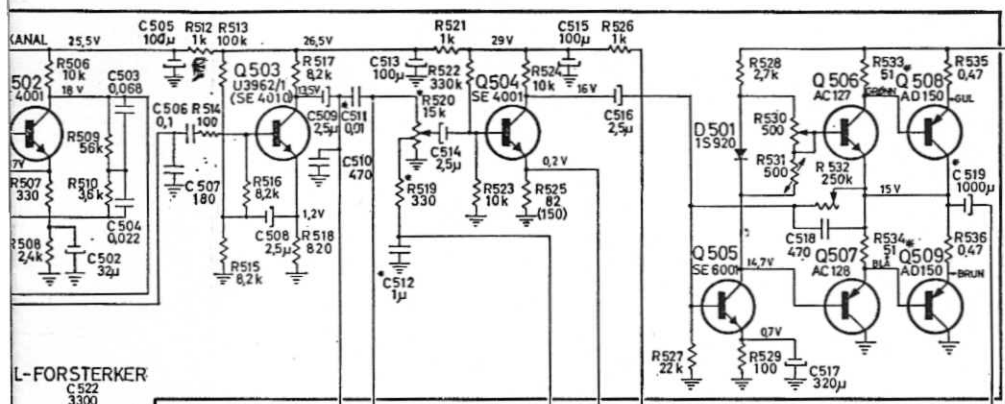 KANAL
25,5V
C505
100µ
R512
1k
R513
100k
26,5V
R521
1k
29V
C515
100µ
R526
1k
R506
10k
18V
C503
0,068
Q503
U3962/1
(SE 4010)
R517
8,2k
13,5V
C513
100µ
R522
330k
Q504
SE 4001
R524
10k
16V
R528
2,7k
Q506
AC127
R533
51
GRØNN
*
Q508
AD150
R535
0,47
GUL
502
4001
C506
0,1
R514
100
C509
2,5µ
*
C511
0,01
R520
15k
C516
2,5µ
D501
1S920
R530
500
R509
56k
7V
R507
330
R510
3,6k
C507
180
R516
8,2k
C510
470
C514
2,5µ
0,2V
R531
500
R532
250k
*
C519
1000µ
*
R519
330
R523
10k
R525
82
(150)
15V
C504
0,022
1,2V
C508
2,5µ
R518
820
R508
2,4k
C502
32µ
R515
8,2k
*
C512
1µ
C518
470
Q505
SE 6001
14,7V
Q507
AC128
R534
51
BLÅ
*
Q509
AD150
R536
0,47
BRUN
0,7V
R527
22k
R529
100
C517
320µ
L-FORSTERKER
C522
3300